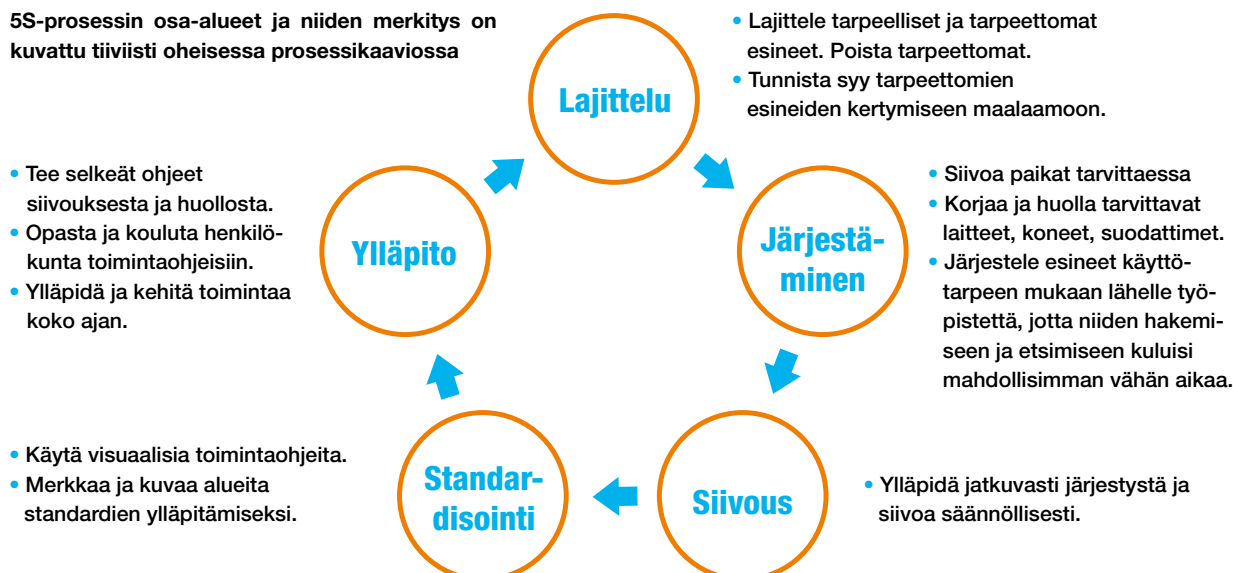 5S-prosessin osa-alueet ja niiden merkitys on
kuvattu tiiviisti oheisessa prosessikaaviossa
Lajittelu
• Lajittele tarpeelliset ja tarpeettomat
esineet. Poista tarpeettomat.
• Tunnista syy tarpeettomien
esineiden kertymiseen maalaamoon.
Järjestä-
minen
• Siivoa paikat tarvittaessa
• Korjaa ja huolla tarvittavat
laitteet, koneet, suodattimet.
• Järjestele esineet käyttö-
tarpeen mukaan lähelle työ-
pistettä, jotta niiden hakemi-
seen ja etsimiseen kuluisi
mahdollisimman vähän aikaa.
Siivous
• Ylläpidä jatkuvasti järjestystä ja
siivoa säännöllisesti.
Standar-
disointi
• Käytä visuaalisia toimintaohjeita.
• Merkkaa ja kuvaa alueita
standardien ylläpitämiseksi.
Ylläpito
• Tee selkeät ohjeet
siivouksesta ja huollosta.
• Opasta ja kouluta henkilö-
kunta toimintaohjeisiin.
• Ylläpidä ja kehitä toimintaa
koko ajan.